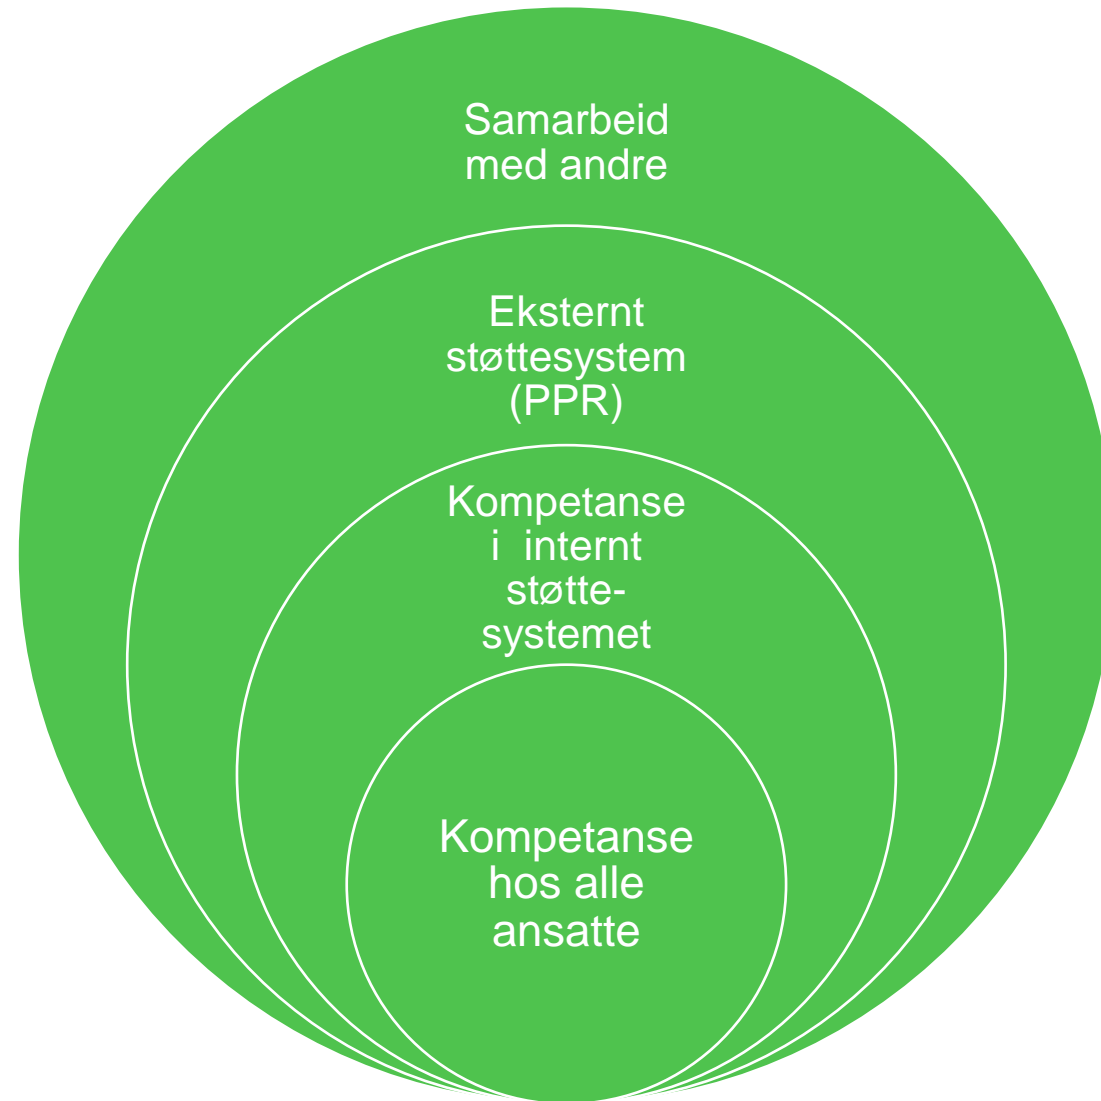 Samarbeid
med andre
Eksternt
støttesystem
(PPR)
Kompetanse
i  internt
støtte-
systemet
Kompetanse
hos alle
ansatte